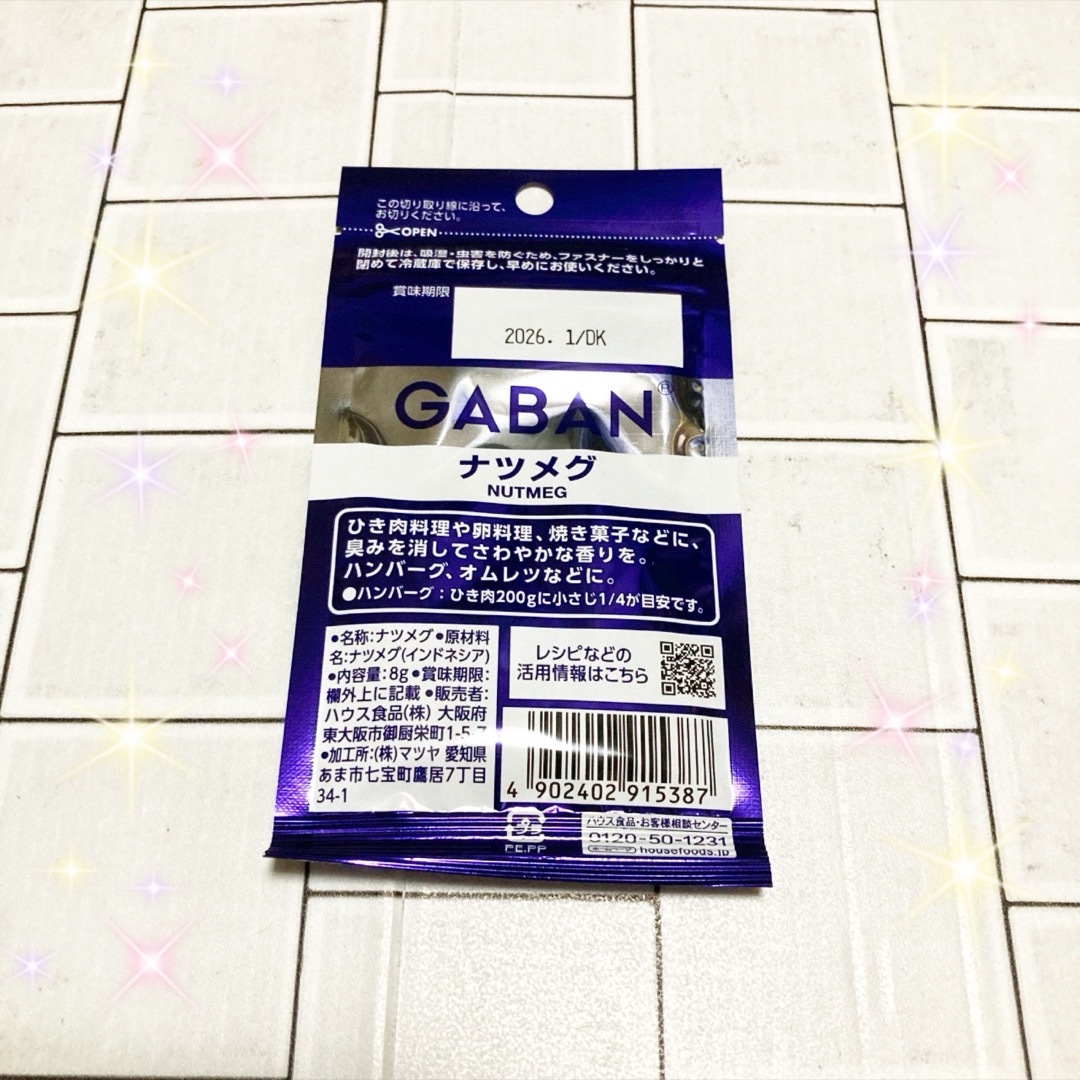 この切り取り線に沿って、
お切りください。
OPEN
開封後は、吸湿・虫害を防ぐため、ファスナーをしっかりと
閉めて冷蔵庫で保存し、早めにお使いください。
賞味期限
2026. 1/DK
GABAN®
ナツメグ
NUTMEG
ひき肉料理や卵料理、焼き菓子などに、
臭みを消してさわやかな香りを。
ハンバーグ、オムレツなどに。
●ハンバーグ：ひき肉200gに小さじ1/4が目安です。
●名称:ナツメグ●原材料
名:ナツメグ(インドネシア)
●内容量:8g●賞味期限:
欄外上に記載●販売者:
ハウス食品(株) 大阪府
東大阪市御厨栄町1-5-7
●加工所:(株)マツヤ 愛知県
あま市七宝町鷹居7丁目
34-1
レシピなどの
活用情報はこちら
4 902402 915387
プラ
PE,PP
ハウス食品・お客様相談センター
0120-50-1231
ホームページ housefoods.jp